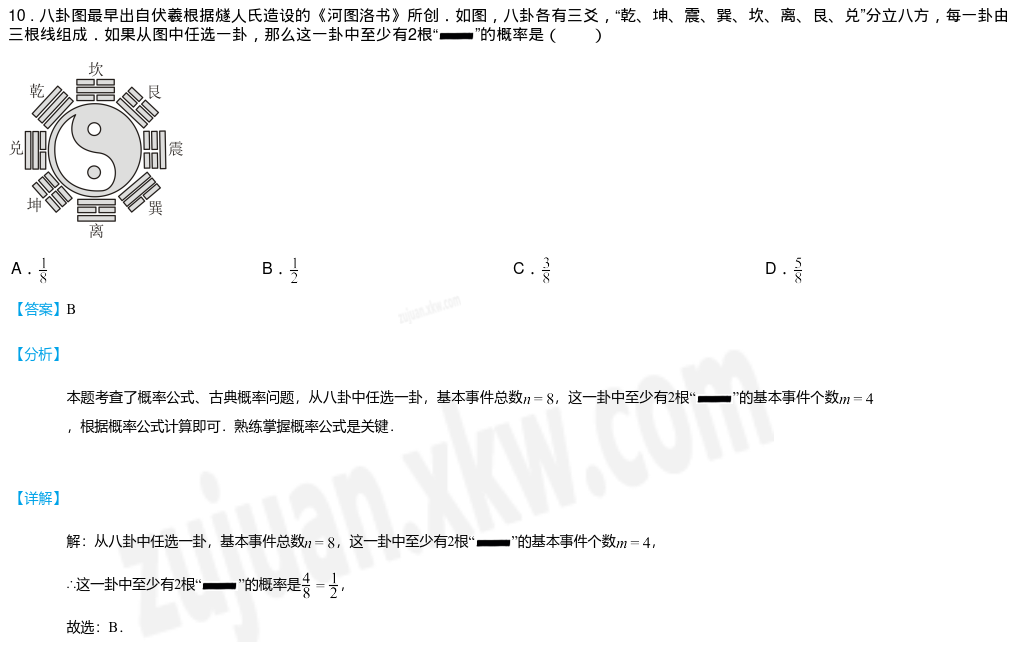 10．八卦图最早出自伏羲根据燧人氏造设的《河图洛书》所创．如图，八卦各有三爻，“乾、坤、震、巽、坎、离、艮、兑”分立八方，每一卦由
三根线组成．如果从图中任选一卦，那么这一卦中至少有2根“▬”的概率是（　　）
坎
乾 艮
兑 震
坤 巽
离
A．1/8 B．1/2 C．3/8 D．5/8
【答案】B
zujuan.xkw.com
【分析】
本题考查了概率公式、古典概率问题，从八卦中任选一卦，基本事件总数n = 8，这一卦中至少有2根“▬”的基本事件个数m = 4
，根据概率公式计算即可．熟练掌握概率公式是关键．
zujuan.xkw.com
【详解】
解：从八卦中任选一卦，基本事件总数n = 8，这一卦中至少有2根“▬”的基本事件个数m = 4，
∴这一卦中至少有2根“▬”的概率是4/8 = 1/2，
故选：B．